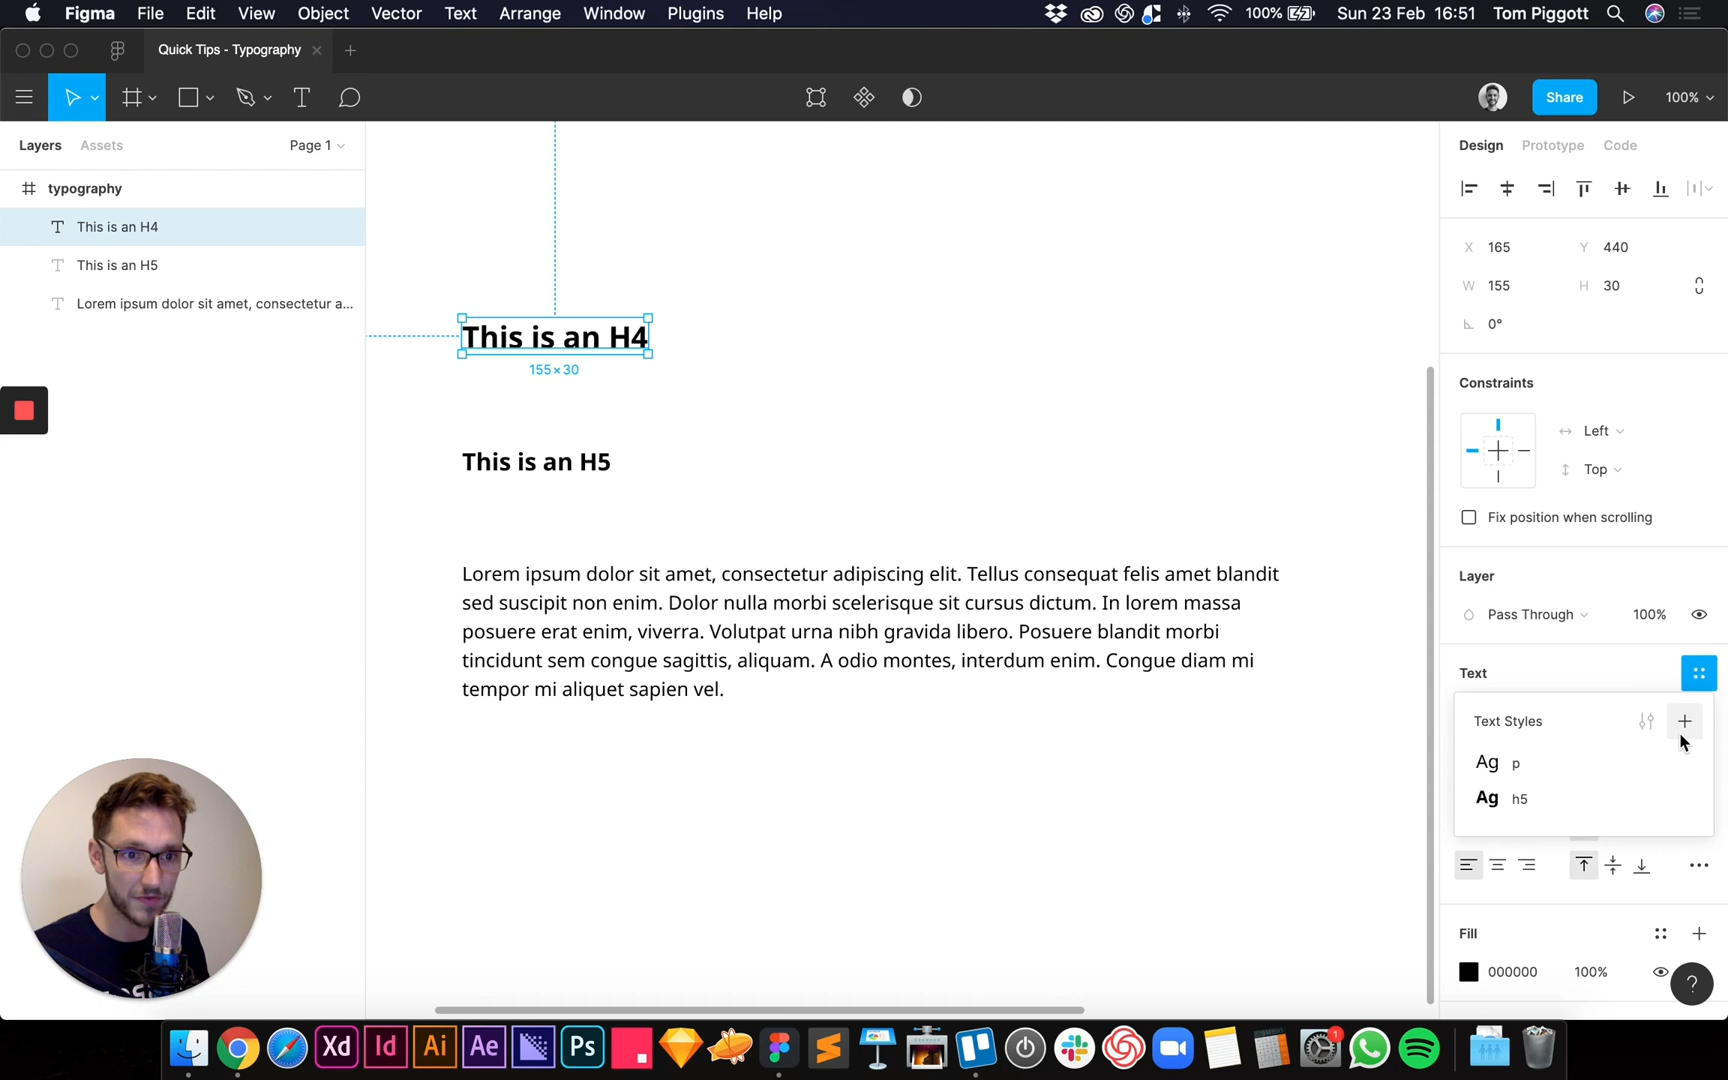 Figma File Edit View Object Vector Text Arrange Window Plugins Help 100% Sun 23 Feb 16:51 Tom Piggott
Quick Tips - Typography
Share 100%
Layers Assets Page 1
typography
This is an H4
This is an H5
Lorem ipsum dolor sit amet, consectetur a...
This is an H4
155×30
This is an H5
Lorem ipsum dolor sit amet, consectetur adipiscing elit. Tellus consequat felis amet blandit
sed suscipit non enim. Dolor nulla morbi scelerisque sit cursus dictum. In lorem massa
posuere erat enim, viverra. Volutpat urna nibh gravida libero. Posuere blandit morbi
tincidunt sem congue sagittis, aliquam. A odio montes, interdum enim. Congue diam mi
tempor mi aliquet sapien vel.
Design Prototype Code
X 165 Y 440
W 155 H 30
0°
Constraints
Left
Top
Fix position when scrolling
Layer
Pass Through 100%
Text
Text Styles
Ag p
Ag h5
Fill
000000 100%
?
Xd Id Ai Ae Ps 1